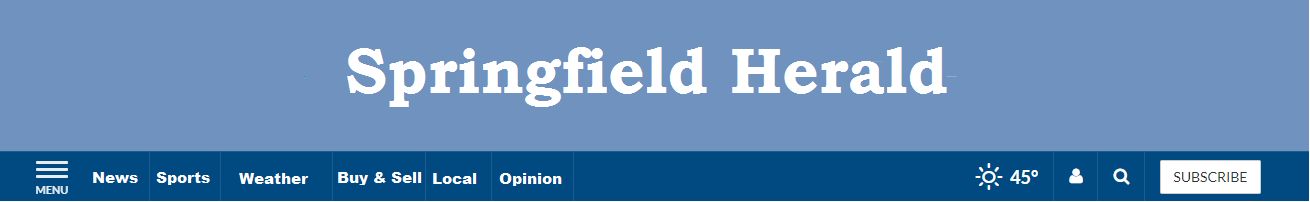 Springfield Herald
MENU News Sports Weather Buy & Sell Local Opinion 45° SUBSCRIBE